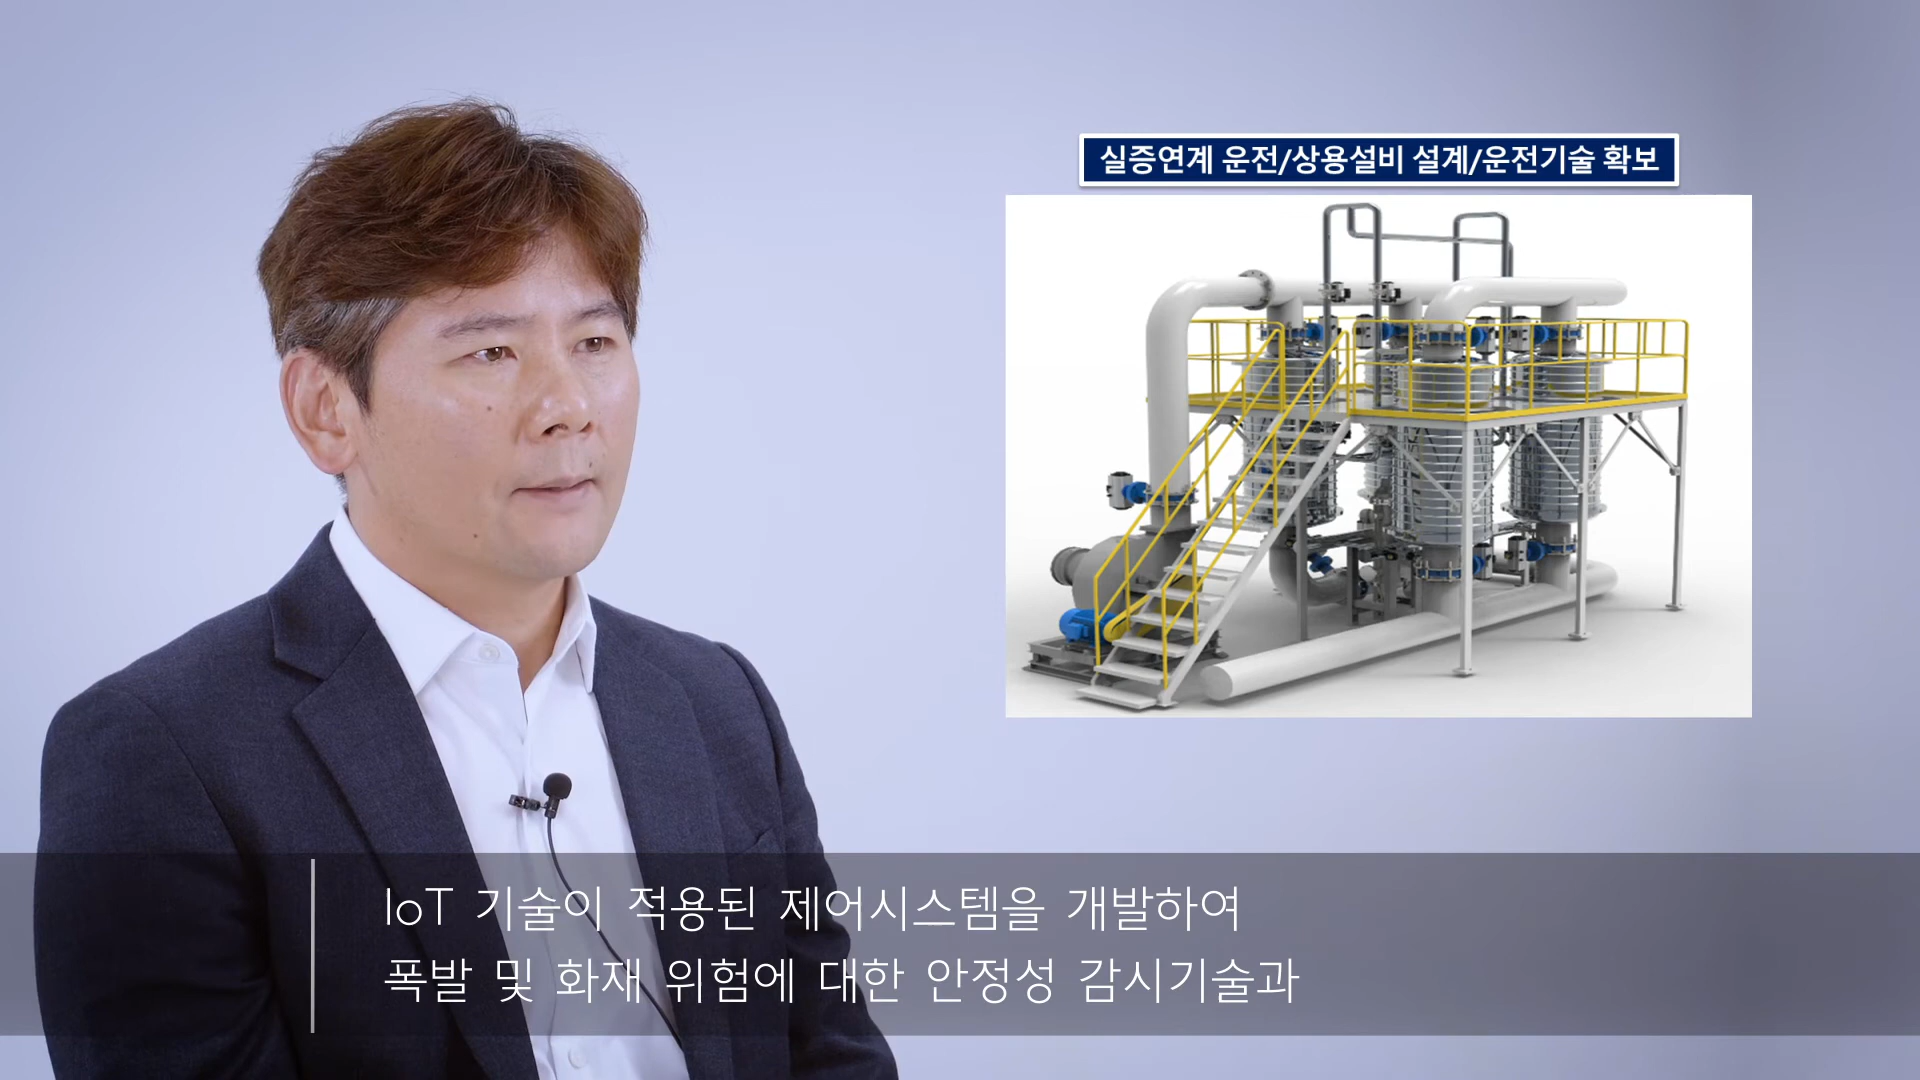 실증연계 운전/상용설비 설계/운전기술 확보
IoT 기술이 적용된 제어시스템을 개발하여
폭발 및 화재 위험에 대한 안정성 감시기술과